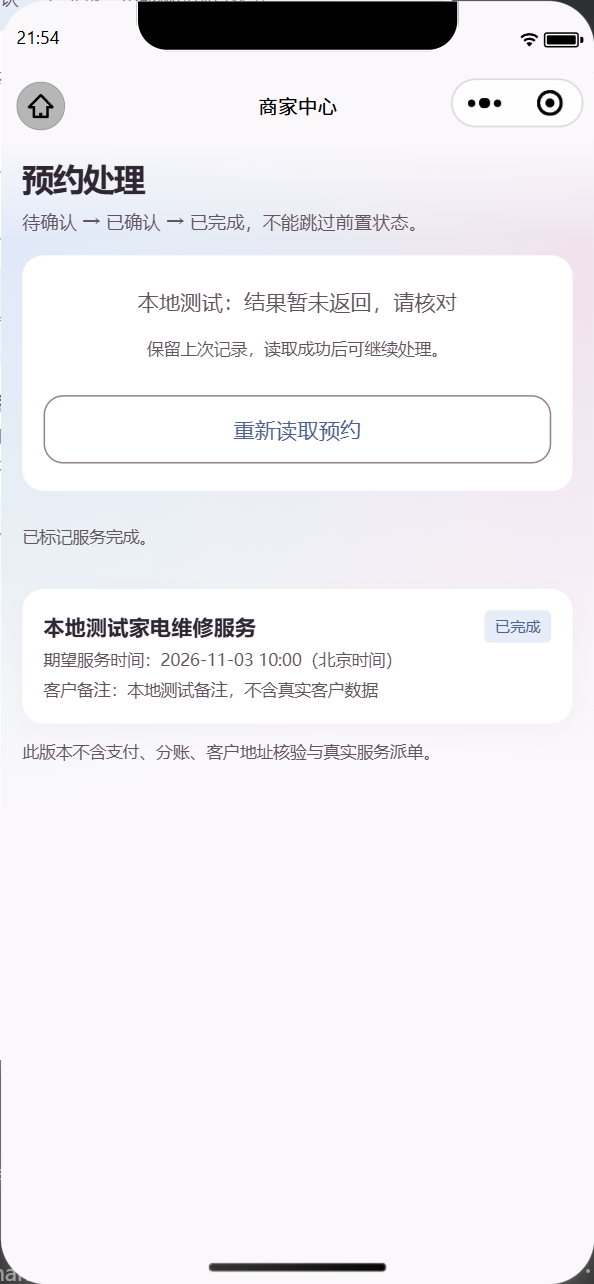 21:54
商家中心
预约处理
待确认 → 已确认 → 已完成，不能跳过前置状态。
本地测试：结果暂未返回，请核对
保留上次记录，读取成功后可继续处理。
重新读取预约
已标记服务完成。
本地测试家电维修服务
已完成
期望服务时间：2026-11-03 10:00（北京时间）
客户备注：本地测试备注，不含真实客户数据
此版本不含支付、分账、客户地址核验与真实服务派单。